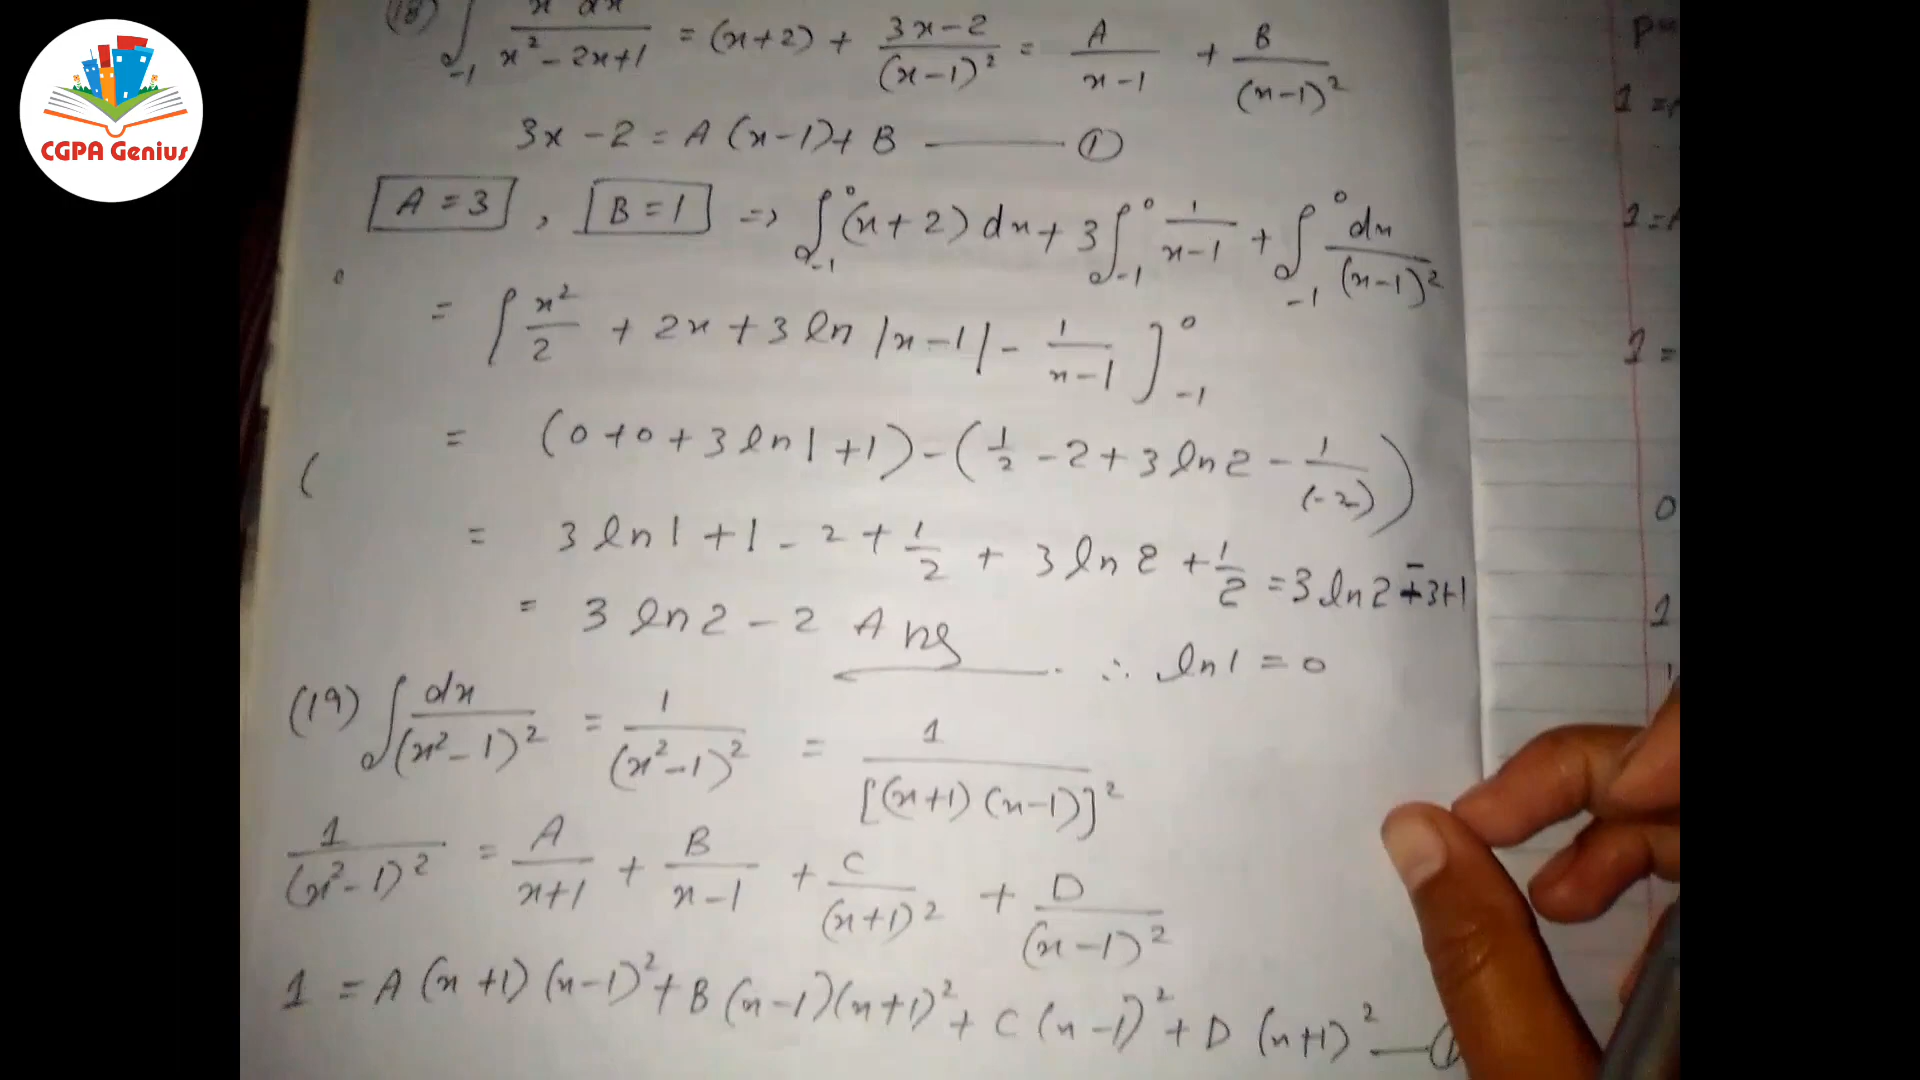 CGPA Genius
(18) ∫₋₁ x dx / (x² - 2x + 1) = (x+2) + (3x-2)/(x-1)² = A/(x-1) + B/(x-1)²
3x - 2 = A (x-1) + B —— ①
A = 3 , B = 1 => ∫₋₁⁰ (x+2) dx + 3∫₋₁⁰ 1/(x-1) + ∫₋₁⁰ dx/(x-1)²
= [ x²/2 + 2x + 3 ln |x-1| - 1/(x-1) ]₋₁⁰
= (0 + 0 + 3 ln 1 + 1) - (1/2 - 2 + 3 ln 2 - 1/(-2))
= 3 ln 1 + 1 - 2 + 1/2 + 3 ln 2 + 1/2 = 3 ln 2 - 3 + 1
= 3 ln 2 - 2 Ans
∴ ln 1 = 0
(19) ∫ dx/(x² - 1)² = 1/(x² - 1)² = 1/[(x+1) (x-1)]²
1/(x² - 1)² = A/(x+1) + B/(x-1) + C/(x+1)² + D/(x-1)²
1 = A (x+1) (x-1)² + B (x-1)(x+1)² + C (x-1)² + D (x+1)² —— ①